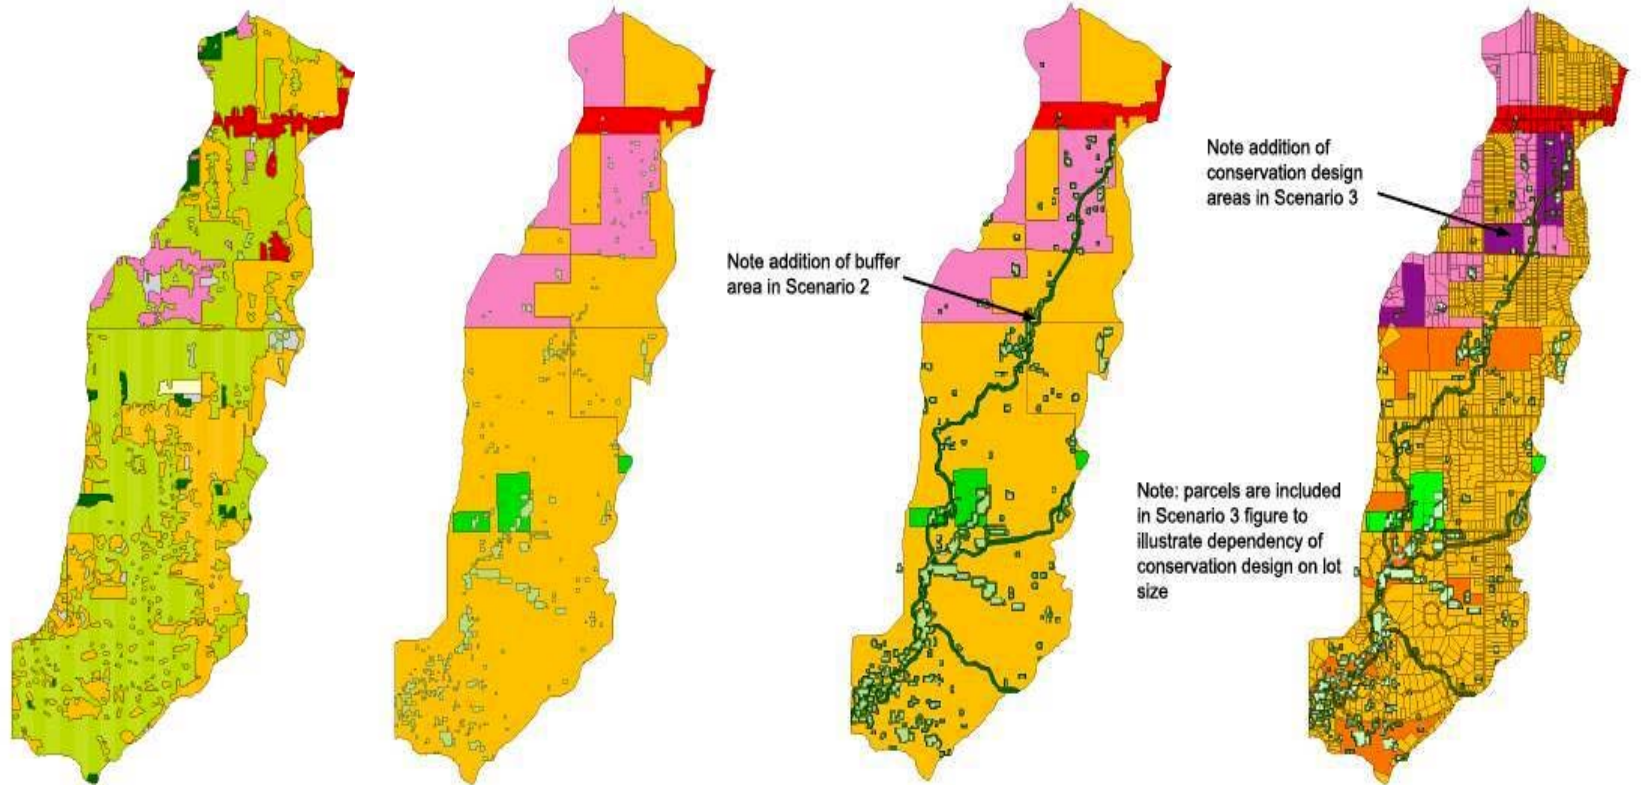 Note addition of buffer
area in Scenario 2
Note addition of
conservation design
areas in Scenario 3
Note: parcels are included
in Scenario 3 figure to
illustrate dependency of
conservation design on lot
size